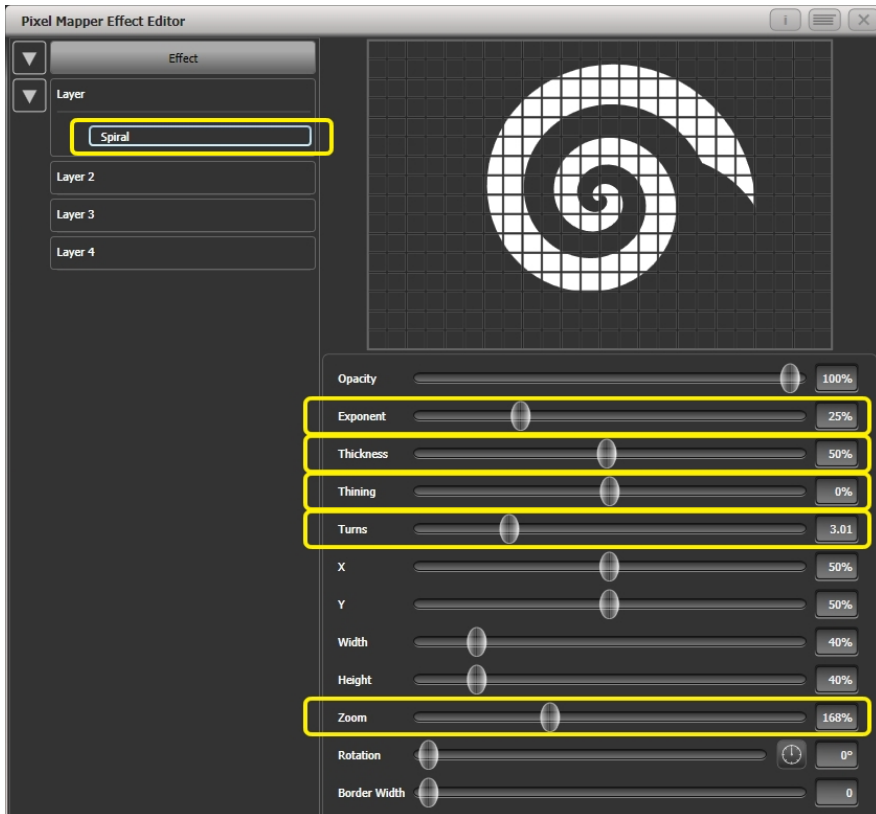 Pixel Mapper Effect Editor
i
Effect
Layer
Spiral
Layer 2
Layer 3
Layer 4
Opacity 100%
Exponent 25%
Thickness 50%
Thining 0%
Turns 3.01
X 50%
Y 50%
Width 40%
Height 40%
Zoom 168%
Rotation 0°
Border Width 0